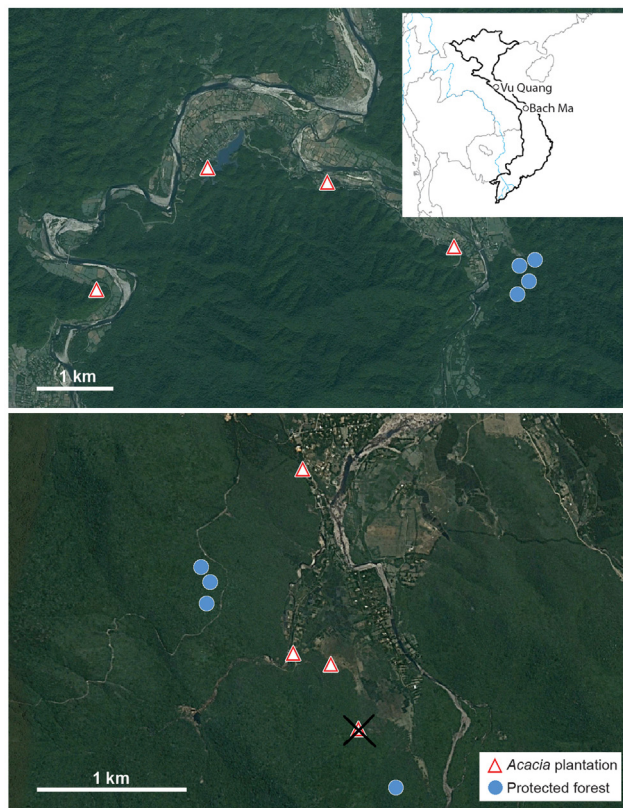 Vu Quang
Bach Ma
1 km
1 km
Acacia plantation
Protected forest